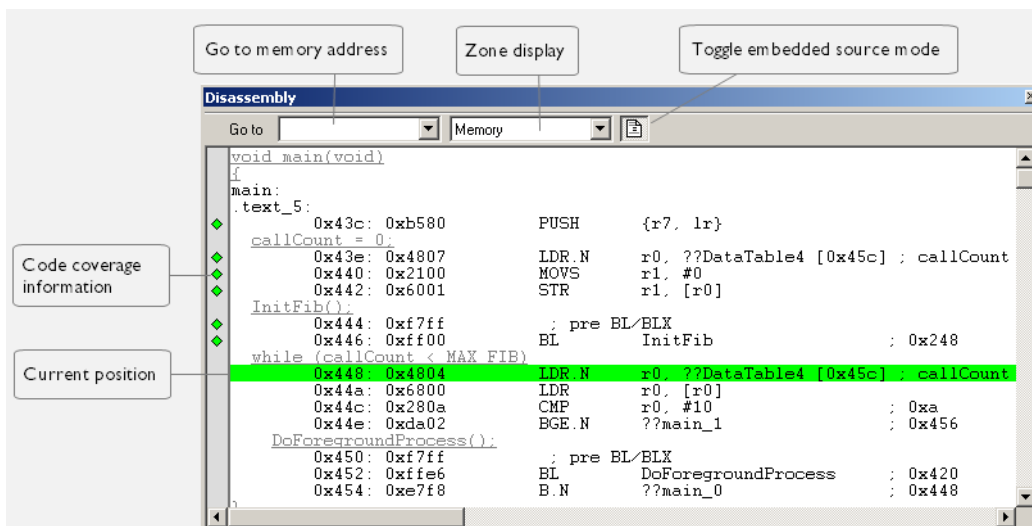 Go to memory address
Zone display
Toggle embedded source mode
Disassembly
Go to Memory
void main(void)
{
main:
.text_5:
0x43c: 0xb580 PUSH {r7, lr}
callCount = 0;
0x43e: 0x4807 LDR.N r0, ??DataTable4 [0x45c] ; callCount
0x440: 0x2100 MOVS r1, #0
0x442: 0x6001 STR r1, [r0]
InitFib();
0x444: 0xf7ff ; pre BL/BLX
0x446: 0xff00 BL InitFib ; 0x248
while (callCount < MAX_FIB)
0x448: 0x4804 LDR.N r0, ??DataTable4 [0x45c] ; callCount
0x44a: 0x6800 LDR r0, [r0]
0x44c: 0x280a CMP r0, #10 ; 0xa
0x44e: 0xda02 BGE.N ??main_1 ; 0x456
DoForegroundProcess();
0x450: 0xf7ff ; pre BL/BLX
0x452: 0xffe6 BL DoForegroundProcess ; 0x420
0x454: 0xe7f8 B.N ??main_0 ; 0x448
Code coverage
information
Current position